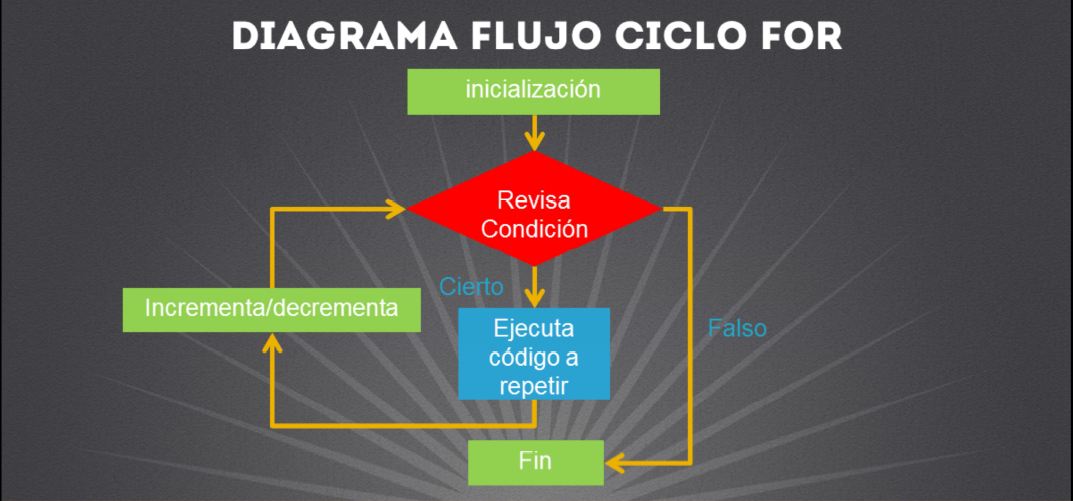 DIAGRAMA FLUJO CICLO FOR
inicialización
Revisa
Condición
Cierto
Incrementa/decrementa
Ejecuta
código a
repetir
Falso
Fin